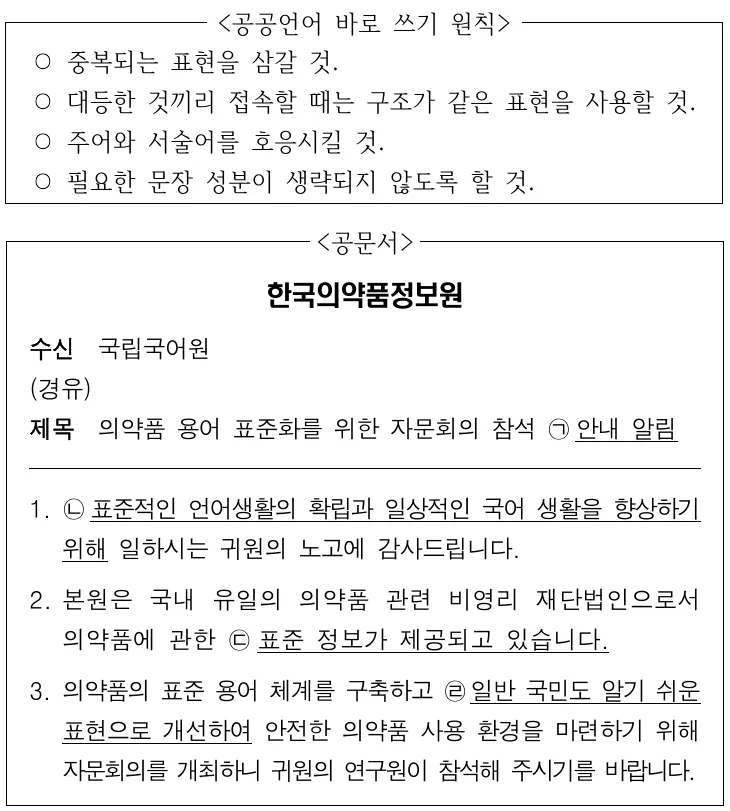 <공공언어 바로 쓰기 원칙>
○ 중복되는 표현을 삼갈 것.
○ 대등한 것끼리 접속할 때는 구조가 같은 표현을 사용할 것.
○ 주어와 서술어를 호응시킬 것.
○ 필요한 문장 성분이 생략되지 않도록 할 것.
<공문서>
한국의약품정보원
수신 국립국어원
(경유)
제목 의약품 용어 표준화를 위한 자문회의 참석 ㉠ 안내 알림
1. ㉡ 표준적인 언어생활의 확립과 일상적인 국어 생활을 향상하기
위해 일하시는 귀원의 노고에 감사드립니다.
2. 본원은 국내 유일의 의약품 관련 비영리 재단법인으로서
의약품에 관한 ㉢ 표준 정보가 제공되고 있습니다.
3. 의약품의 표준 용어 체계를 구축하고 ㉣ 일반 국민도 알기 쉬운
표현으로 개선하여 안전한 의약품 사용 환경을 마련하기 위해
자문회의를 개최하니 귀원의 연구원이 참석해 주시기를 바랍니다.